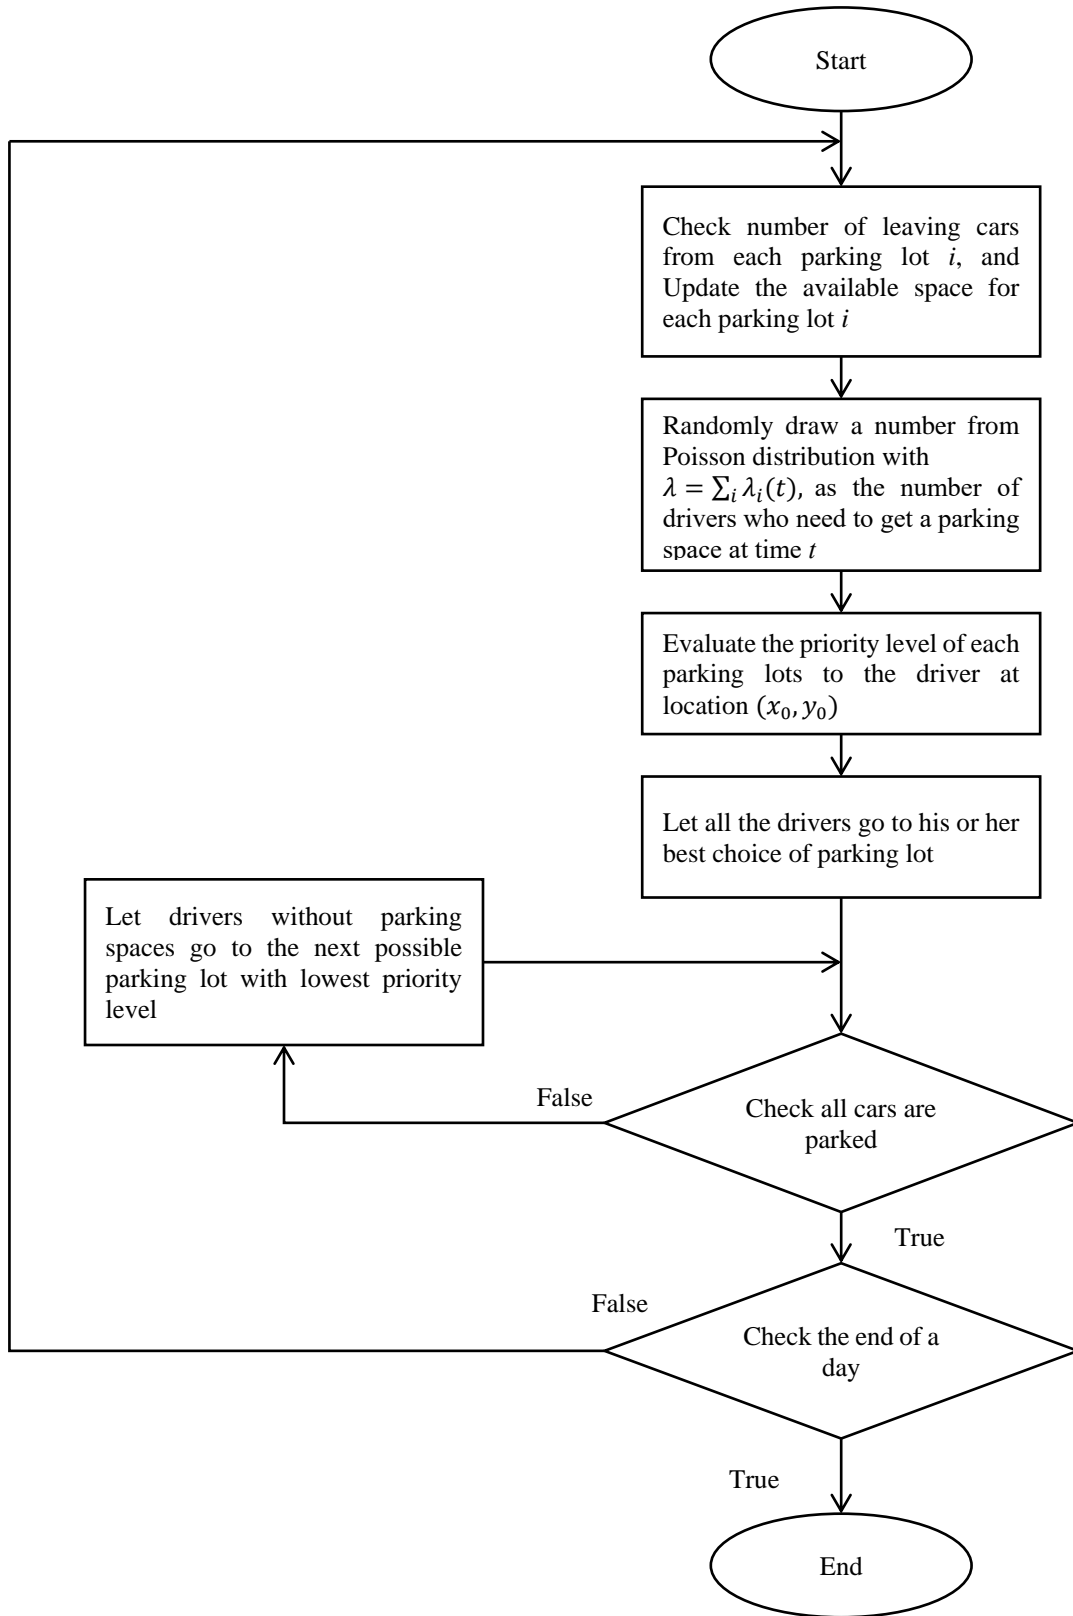 Start
Check number of leaving cars
from each parking lot i, and
Update the available space for
each parking lot i
Randomly draw a number from
Poisson distribution with
λ = ∑ᵢ λᵢ(t), as the number of
drivers who need to get a parking
space at time t
Evaluate the priority level of each
parking lots to the driver at
location (x₀, y₀)
Let all the drivers go to his or her
best choice of parking lot
Let drivers without parking
spaces go to the next possible
parking lot with lowest priority
level
False
Check all cars are
parked
True
False
Check the end of a
day
True
End